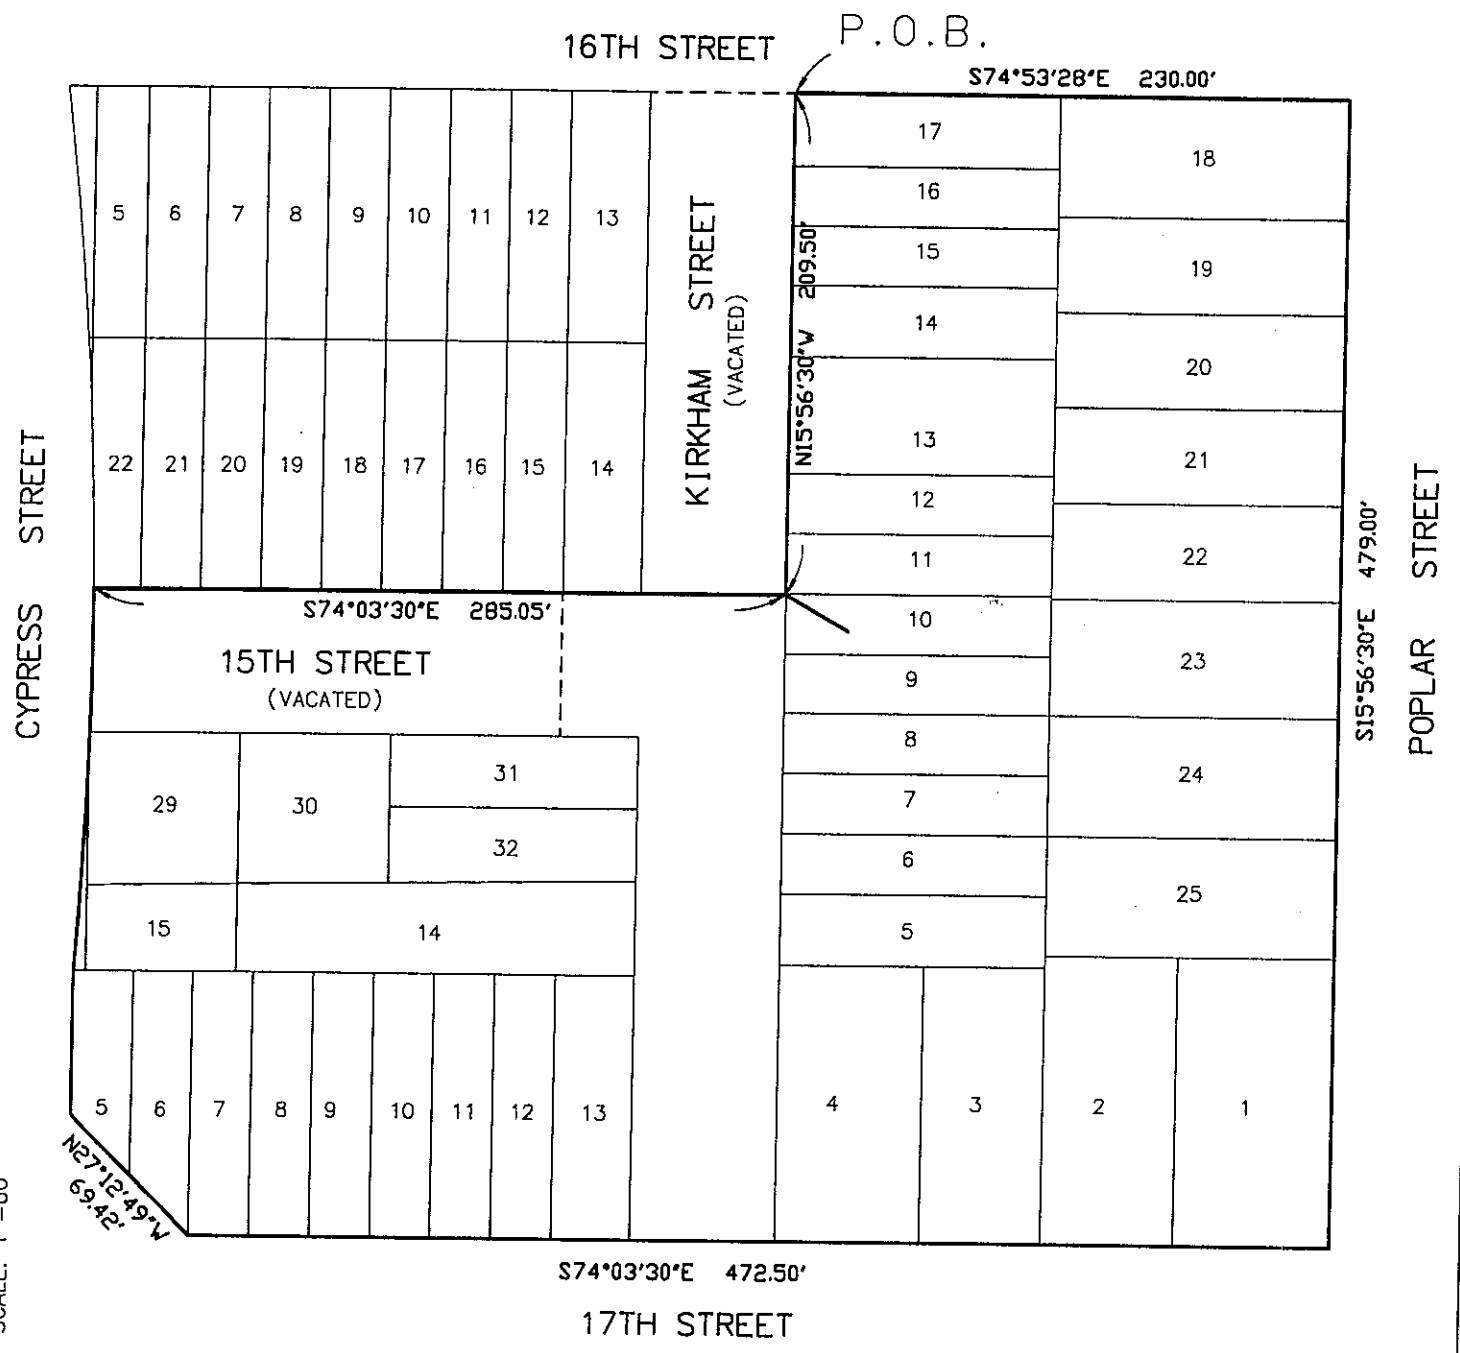 P.O.B.
16TH STREET
S74°53'28"E 230.00'
17
18
16
5 6 7 8 9 10 11 12 13
15
19
14
20
KIRKHAM STREET
(VACATED)
N15°56'30"W 209.50'
13
21
22 21 20 19 18 17 16 15 14
12
11
22
CYPRESS STREET
POPLAR STREET
S15°56'30"E 479.00'
S74°03'30"E 285.05'
10
15TH STREET
(VACATED)
23
9
8
31
24
29
30
7
32
6
25
15
14
5
5 6 7 8 9 10 11 12 13
4 3 2 1
N27°12'49"W
69.42'
S74°03'30"E 472.50'
17TH STREET